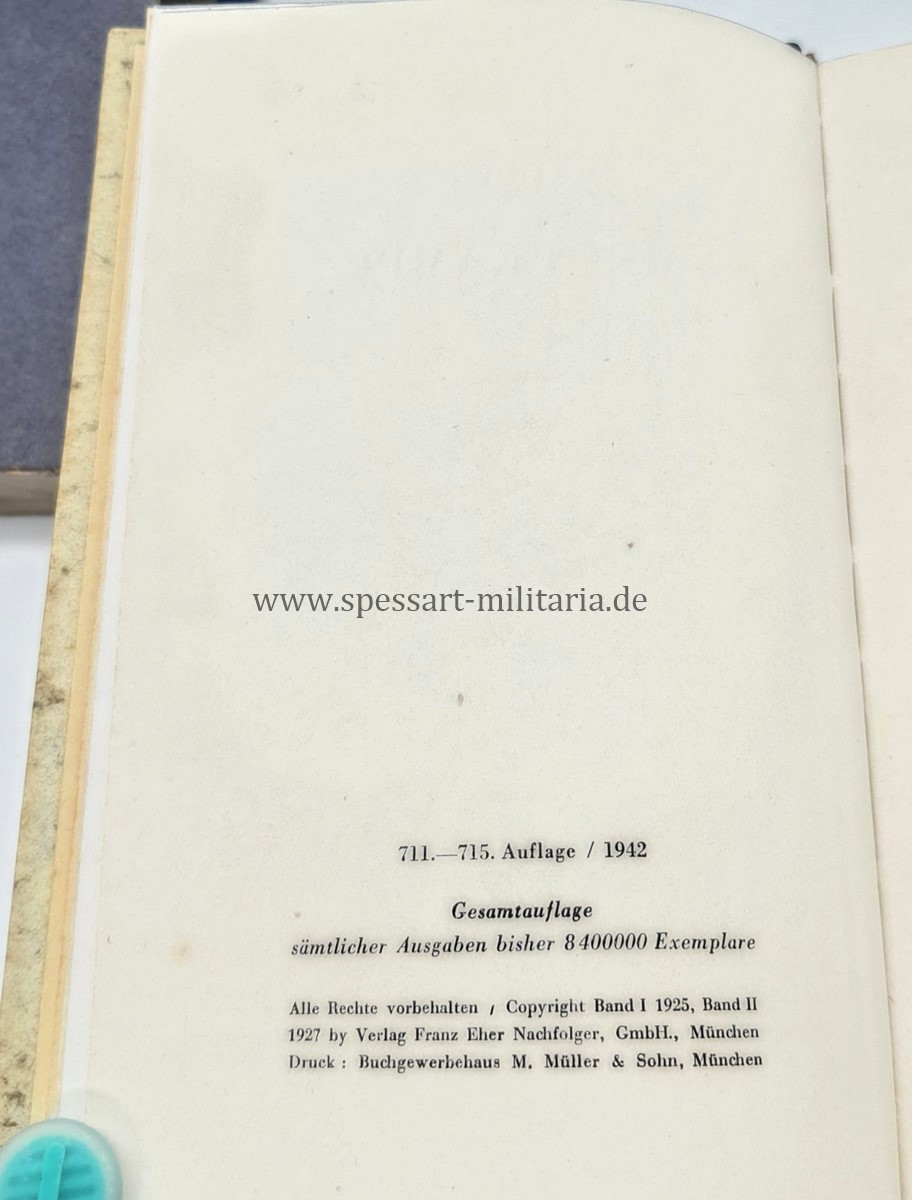 www.spessart-militaria.de
711.—715. Auflage / 1942
Gesamtauflage
sämtlicher Ausgaben bisher 8400000 Exemplare
Alle Rechte vorbehalten / Copyright Band I 1925, Band II
1927 by Verlag Franz Eher Nachfolger, GmbH., München
Druck : Buchgewerbehaus M. Müller & Sohn, München